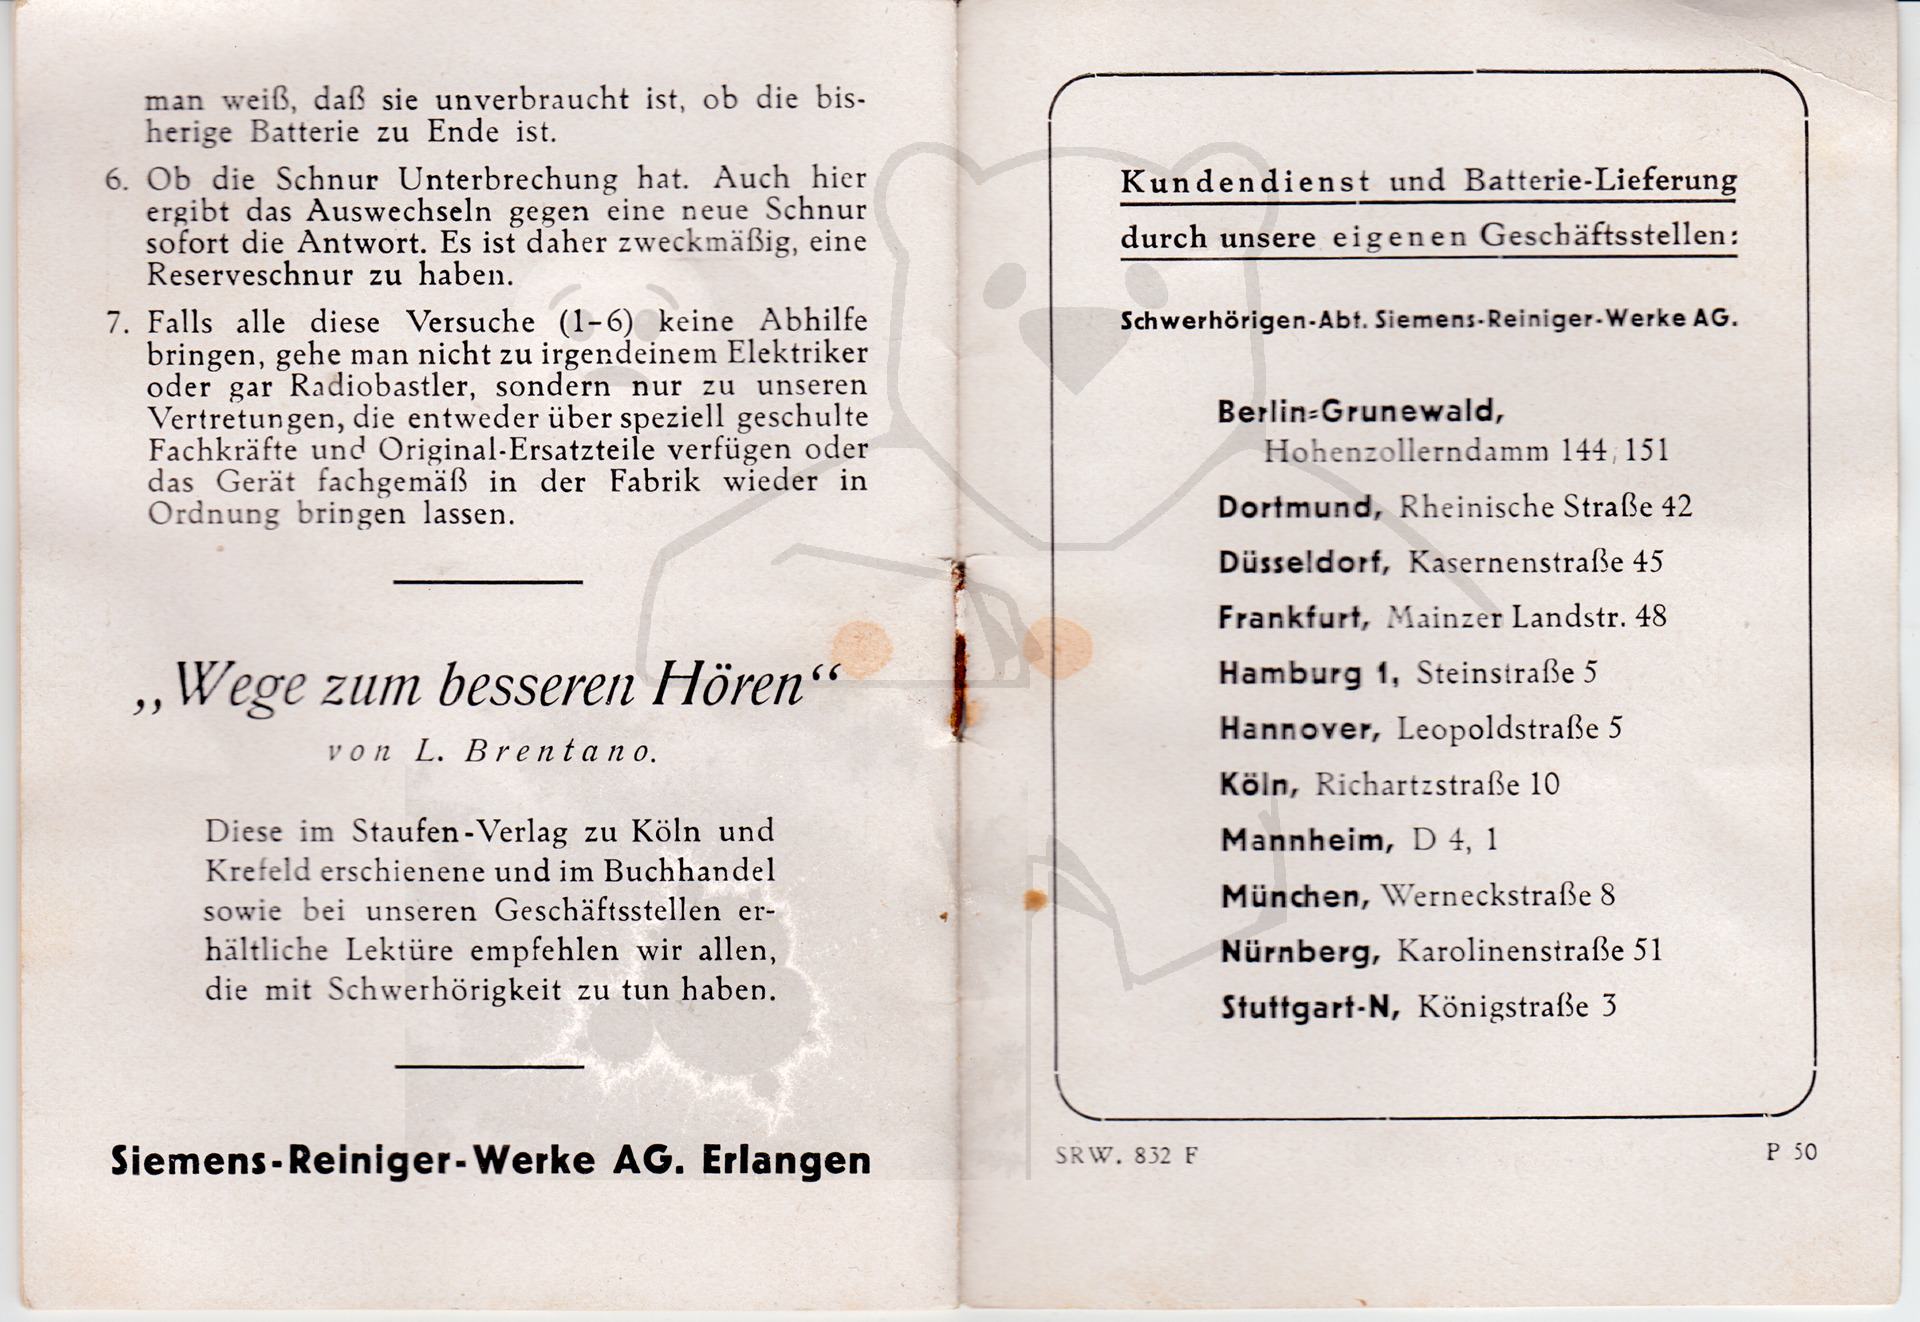 man weiß, daß sie unverbraucht ist, ob die bis-
herige Batterie zu Ende ist.
6. Ob die Schnur Unterbrechung hat. Auch hier
ergibt das Auswechseln gegen eine neue Schnur
sofort die Antwort. Es ist daher zweckmäßig, eine
Reserveschnur zu haben.
7. Falls alle diese Versuche (1–6) keine Abhilfe
bringen, gehe man nicht zu irgendeinem Elektriker
oder gar Radiobastler, sondern nur zu unseren
Vertretungen, die entweder über speziell geschulte
Fachkräfte und Original-Ersatzteile verfügen oder
das Gerät fachgemäß in der Fabrik wieder in
Ordnung bringen lassen.
„Wege zum besseren Hören“
von L. Brentano.
Diese im Staufen-Verlag zu Köln und
Krefeld erschienene und im Buchhandel
sowie bei unseren Geschäftsstellen er-
hältliche Lektüre empfehlen wir allen,
die mit Schwerhörigkeit zu tun haben.
Siemens-Reiniger-Werke AG. Erlangen
Kundendienst und Batterie-Lieferung
durch unsere eigenen Geschäftsstellen:
Schwerhörigen-Abt. Siemens-Reiniger-Werke AG.
Berlin-Grunewald,
Hohenzollerndamm 144/151
Dortmund, Rheinische Straße 42
Düsseldorf, Kasernenstraße 45
Frankfurt, Mainzer Landstr. 48
Hamburg 1, Steinstraße 5
Hannover, Leopoldstraße 5
Köln, Richartzstraße 10
Mannheim, D 4, 1
München, Werneckstraße 8
Nürnberg, Karolinenstraße 51
Stuttgart-N, Königstraße 3
SRW. 832 F
P 50